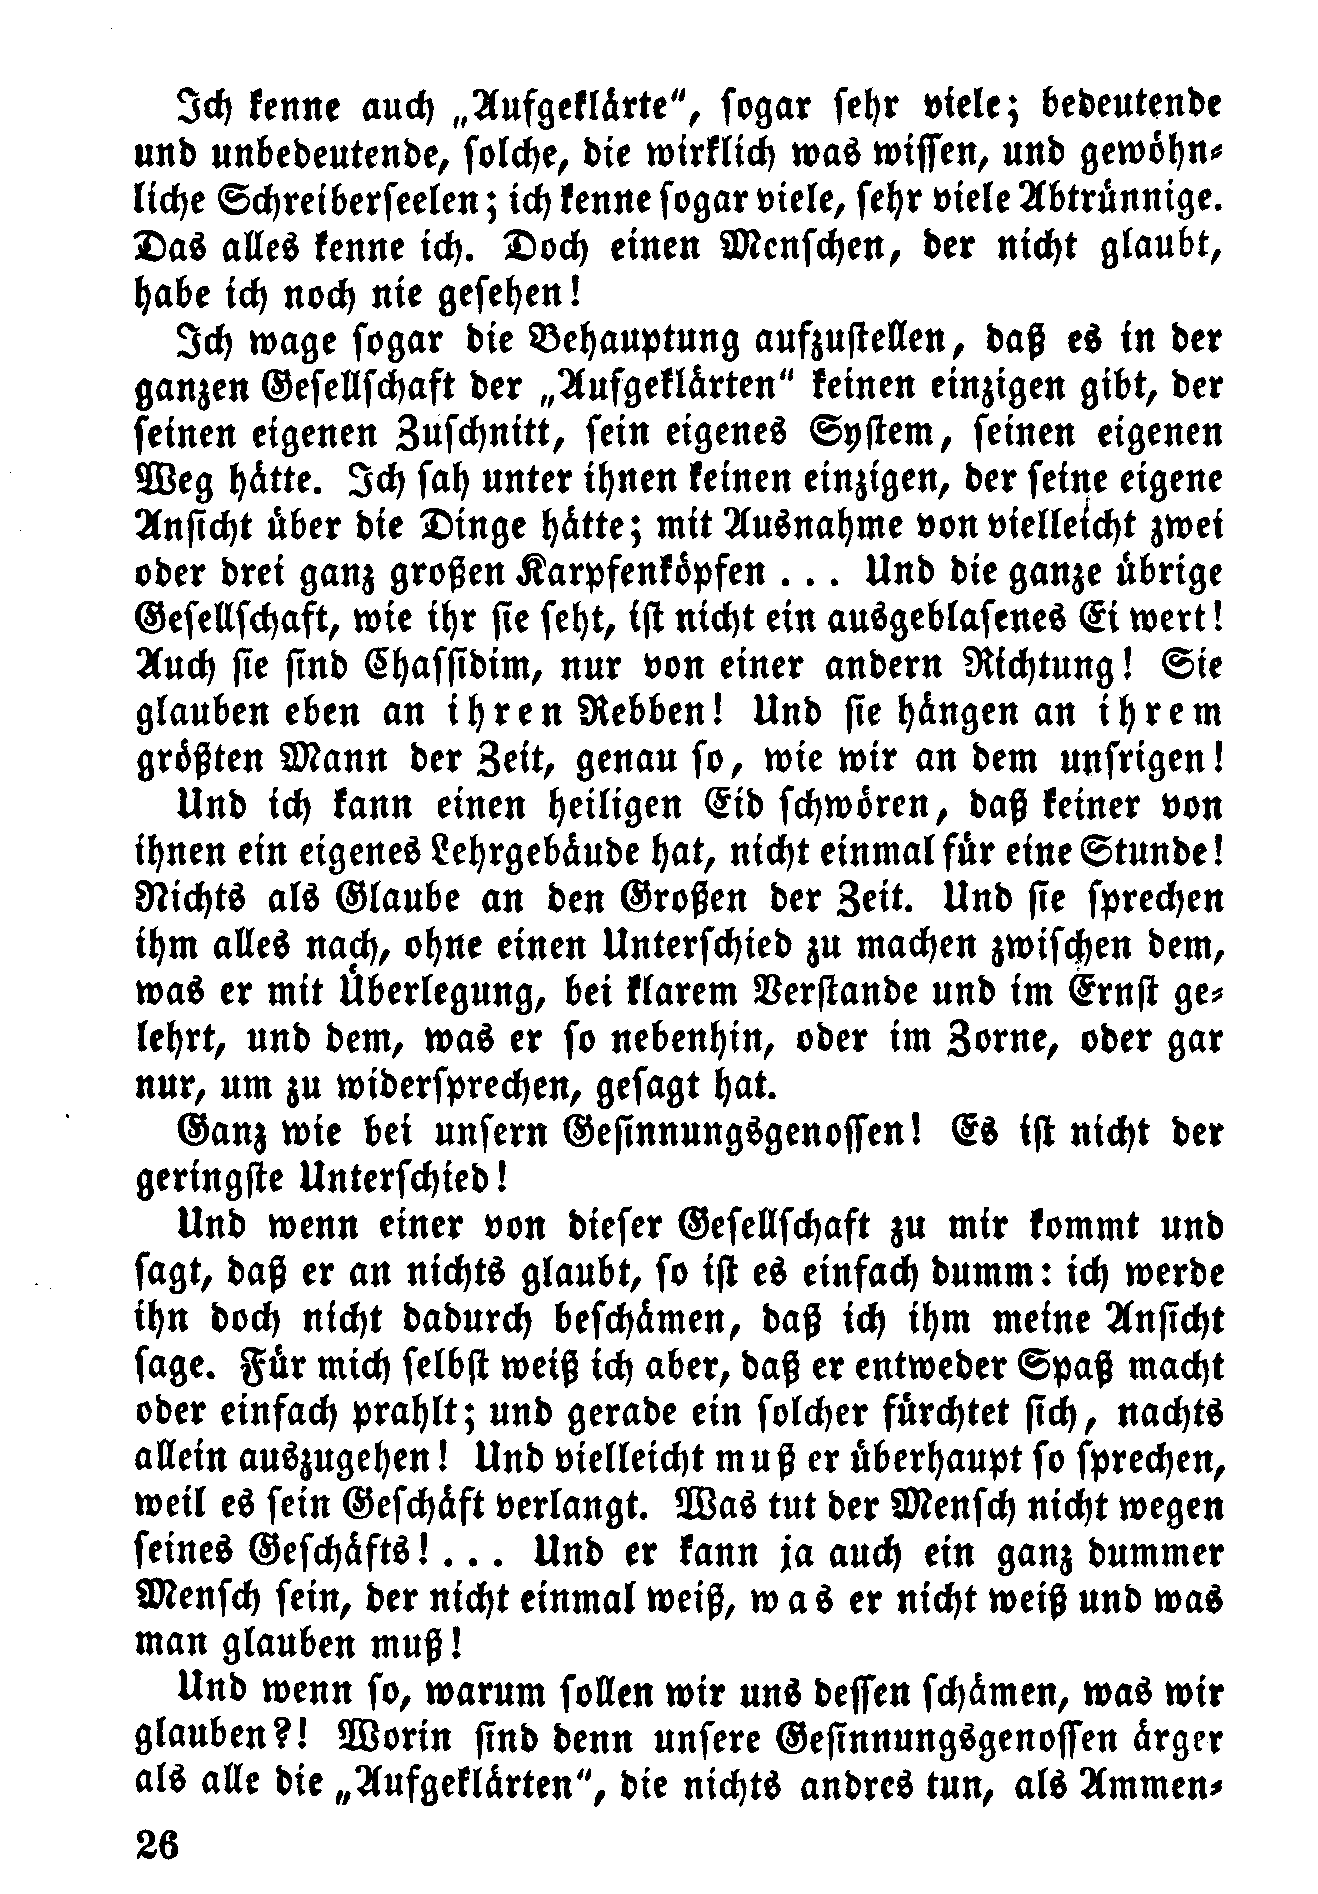 Ich kenne auch „Aufgeklärte“, sogar sehr viele; bedeutende
und unbedeutende, solche, die wirklich was wissen, und gewöhn-
liche Schreiberseelen; ich kenne sogar viele, sehr viele Abtrünnige.
Das alles kenne ich. Doch einen Menschen, der nicht glaubt,
habe ich noch nie gesehen!
Ich wage sogar die Behauptung aufzustellen, daß es in der
ganzen Gesellschaft der „Aufgeklärten“ keinen einzigen gibt, der
seinen eigenen Zuschnitt, sein eigenes System, seinen eigenen
Weg hätte. Ich sah unter ihnen keinen einzigen, der seine eigene
Ansicht über die Dinge hätte; mit Ausnahme von vielleicht zwei
oder drei ganz großen Karpfenköpfen ... Und die ganze übrige
Gesellschaft, wie ihr sie seht, ist nicht ein ausgeblasenes Ei wert!
Auch sie sind Chassidim, nur von einer andern Richtung! Sie
glauben eben an ihren Rebben! Und sie hängen an ihrem
größten Mann der Zeit, genau so, wie wir an dem unsrigen!
Und ich kann einen heiligen Eid schwören, daß keiner von
ihnen ein eigenes Lehrgebäude hat, nicht einmal für eine Stunde!
Nichts als Glaube an den Großen der Zeit. Und sie sprechen
ihm alles nach, ohne einen Unterschied zu machen zwischen dem,
was er mit Überlegung, bei klarem Verstande und im Ernst ge-
lehrt, und dem, was er so nebenhin, oder im Zorne, oder gar
nur, um zu widersprechen, gesagt hat.
Ganz wie bei unsern Gesinnungsgenossen! Es ist nicht der
geringste Unterschied!
Und wenn einer von dieser Gesellschaft zu mir kommt und
sagt, daß er an nichts glaubt, so ist es einfach dumm: ich werde
ihn doch nicht dadurch beschämen, daß ich ihm meine Ansicht
sage. Für mich selbst weiß ich aber, daß er entweder Spaß macht
oder einfach prahlt; und gerade ein solcher fürchtet sich, nachts
allein auszugehen! Und vielleicht muß er überhaupt so sprechen,
weil es sein Geschäft verlangt. Was tut der Mensch nicht wegen
seines Geschäfts! ... Und er kann ja auch ein ganz dummer
Mensch sein, der nicht einmal weiß, was er nicht weiß und was
man glauben muß!
Und wenn so, warum sollen wir uns dessen schämen, was wir
glauben?! Worin sind denn unsere Gesinnungsgenossen ärger
als alle die „Aufgeklärten“, die nichts andres tun, als Ammen-
26